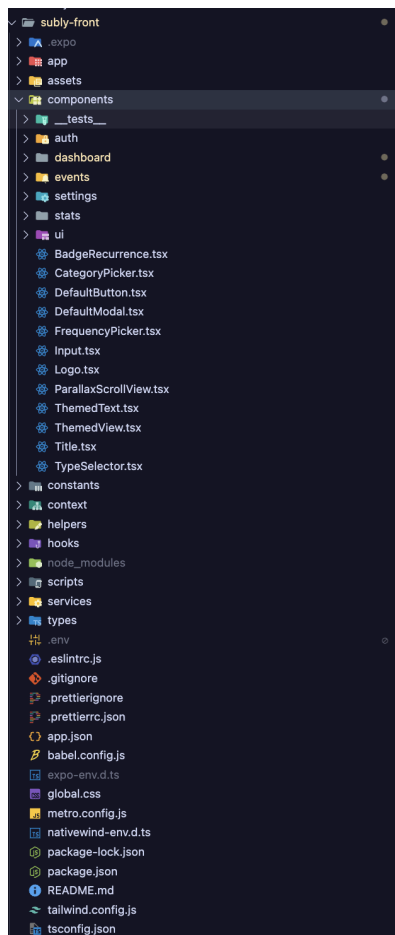 subly-front
.expo
app
assets
components
__tests__
auth
dashboard
events
settings
stats
ui
BadgeRecurrence.tsx
CategoryPicker.tsx
DefaultButton.tsx
DefaultModal.tsx
FrequencyPicker.tsx
Input.tsx
Logo.tsx
ParallaxScrollView.tsx
ThemedText.tsx
ThemedView.tsx
Title.tsx
TypeSelector.tsx
constants
context
helpers
hooks
node_modules
scripts
services
types
.env
.eslintrc.js
.gitignore
.prettierignore
.prettierrc.json
app.json
babel.config.js
expo-env.d.ts
global.css
metro.config.js
nativewind-env.d.ts
package-lock.json
package.json
README.md
tailwind.config.js
tsconfig.json